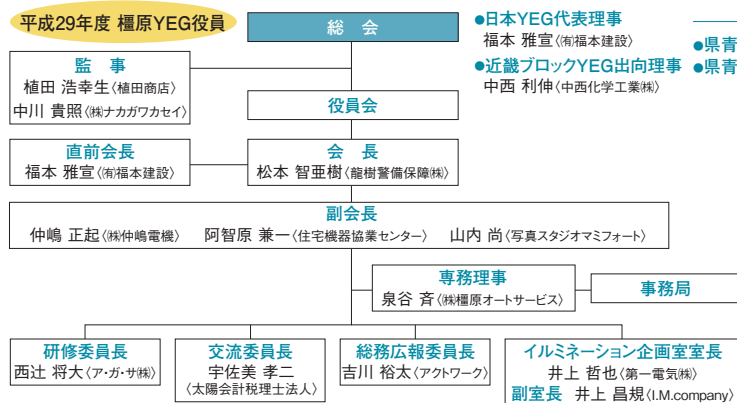 平成29年度 橿原YEG役員
総　会
●日本YEG代表理事
福本 雅宣〈㈲福本建設〉
●近畿ブロックYEG出向理事
中西 利伸〈中西化学工業㈱〉
●県青
●県青
監　事
植田 浩幸生〈植田商店〉
中川 貴照〈㈱ナカガワカセイ〉
役員会
直前会長
福本 雅宣〈㈲福本建設〉
会　長
松本 智亜樹〈龍樹警備保障㈱〉
副会長
仲嶋 正起〈㈱仲嶋電機〉　阿智原 兼一〈住宅機器協業センター〉　山内 尚〈写真スタジオマミフォート〉
専務理事
泉谷 斉〈㈱橿原オートサービス〉
事務局
研修委員長
西辻 将大〈ア・ガ・サ㈱〉
交流委員長
宇佐美 孝二
〈太陽会計税理士法人〉
総務広報委員長
吉川 裕太〈アクトワーク〉
イルミネーション企画室室長
井上 哲也〈第一電気㈱〉
副室長 井上 昌規〈I.M.company〉